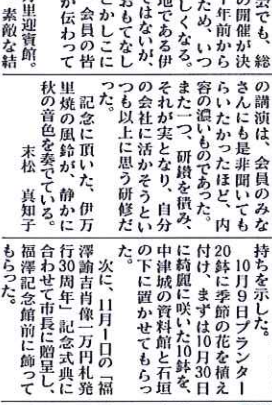 会でも、総
の開催が決
年前から
ため、いつ
しくなる。
地である伊
ではないが、
おもてなし
こかしこに
会員の皆
が伝わって
里迎賓館。
素敵な結
の講演は、会員のみな
さんにも是非聞いても
らいたかったほど、内
容の濃いものであった。
また一つ、研鑽を積み、
それが実となり、自分
の会社に活かそうとい
つも以上に思う研修だ
った。
記念に頂いた、伊万
里焼の風鈴が、静かに
秋の音色を奏でている。
末松 真知子
持ちを示した。
10月9日プランター
20鉢に季節の花を植え
付け、まずは10月30日
に綺麗に咲いた10鉢を、
中津城の資料館と石垣
の下に置かせてもらっ
た。
次に、11月1日の「福
澤諭吉肖像一万円札発
行30周年」記念式典に
合わせて市長に贈呈し、
福澤記念館前に飾って
もらった。